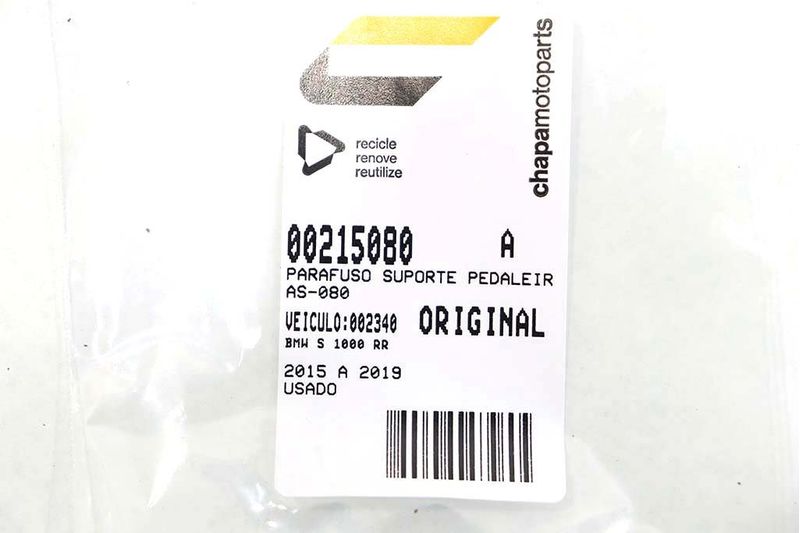 chapamotoparts
recicle
renove
reutilize
00215080 A
PARAFUSO SUPORTE PEDALEIR
AS-080
VEICULO:002340 ORIGINAL
BMW S 1000 RR
2015 A 2019
USADO